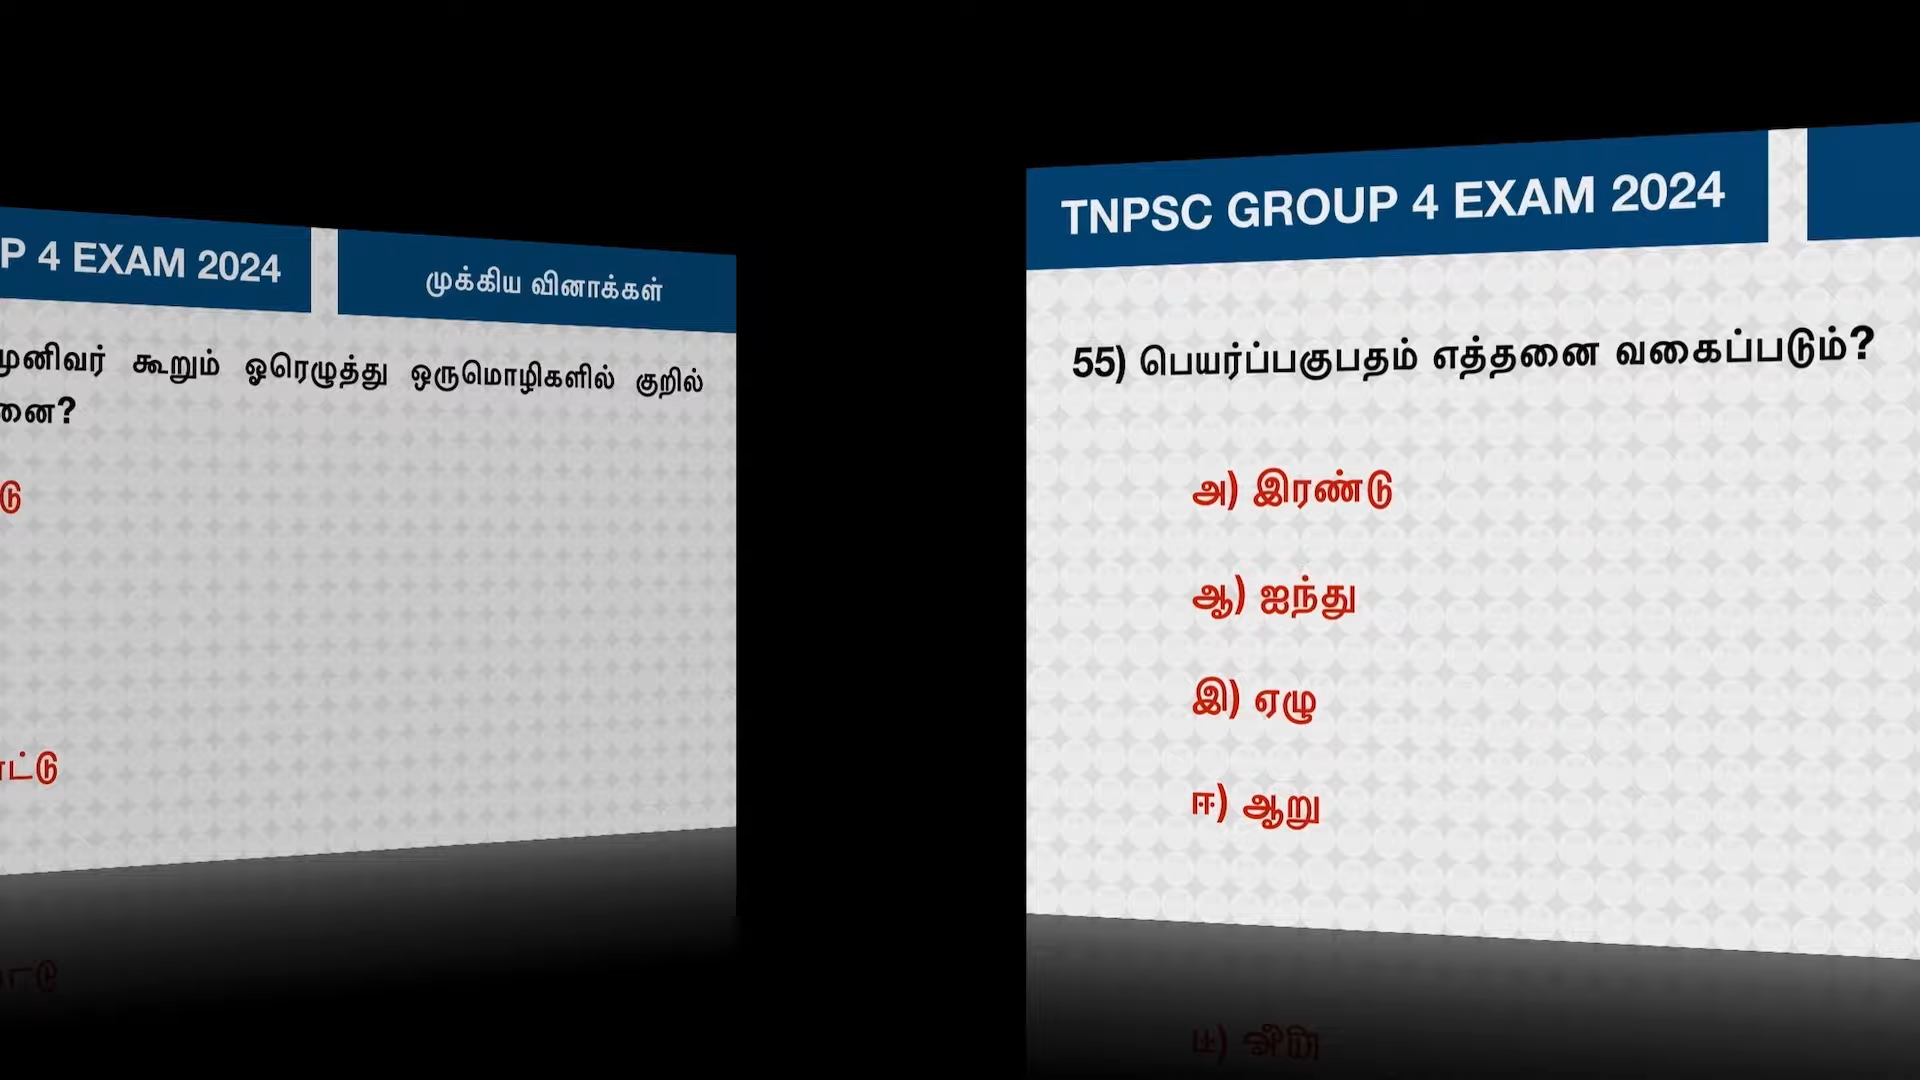 P 4 EXAM 2024
முக்கிய வினாக்கள்
முனிவர் கூறும் ஓரெழுத்து ஒருமொழிகளில் குறில்
னை?
டு
ட்டு
TNPSC GROUP 4 EXAM 2024
55) பெயர்ப்பகுபதம் எத்தனை வகைப்படும்?
அ) இரண்டு
ஆ) ஐந்து
இ) ஏழு
ஈ) ஆறு